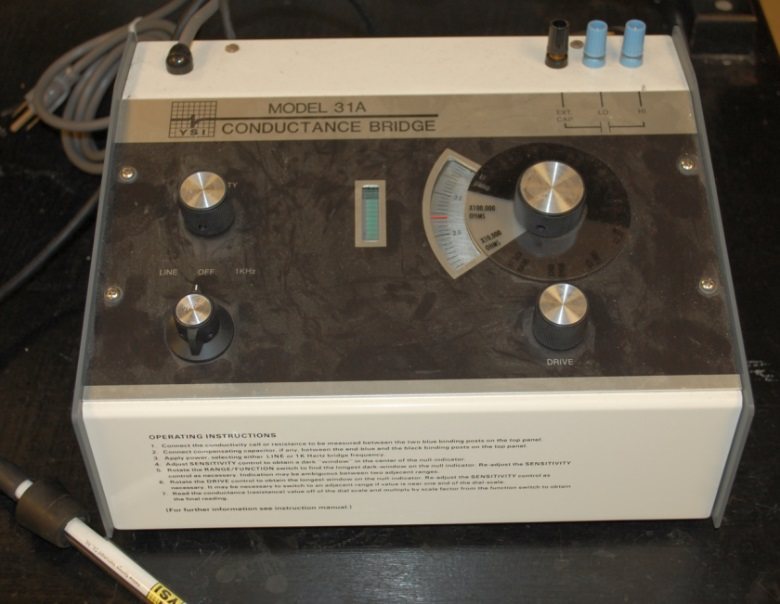 MODEL 31A
YSI CONDUCTANCE BRIDGE
EXT CAP LO HI
TY
X100,000 OHMS
X10,000 OHMS
LINE OFF 1KHz
DRIVE
OPERATING INSTRUCTIONS
1. Connect the conductivity cell or resistance to be measured between the two blue binding posts on the top panel.
2. Connect compensating capacitor, if any, between the end blue and the black binding posts on top panel.
3. Apply power, selecting either LINE or 1K Hertz bridge frequency.
4. Adjust SENSITIVITY control to obtain a dark "window" in the center of the null indicator.
5. Rotate the RANGE/FUNCTION switch to find the longest dark window on the null indicator. Re-adjust the SENSITIVITY
control as necessary. Indication may be ambiguous between two adjacent ranges.
6. Rotate the DRIVE control to obtain the longest window on the null indicator. Re-adjust the SENSITIVITY control as
necessary. It may be necessary to switch to an adjacent range if value is near one end of the dial scale.
7. Read the conductance (resistance) value off of the dial scale and multiply by scale factor from the function switch to obtain
the final reading.
(For further information see instruction manual.)